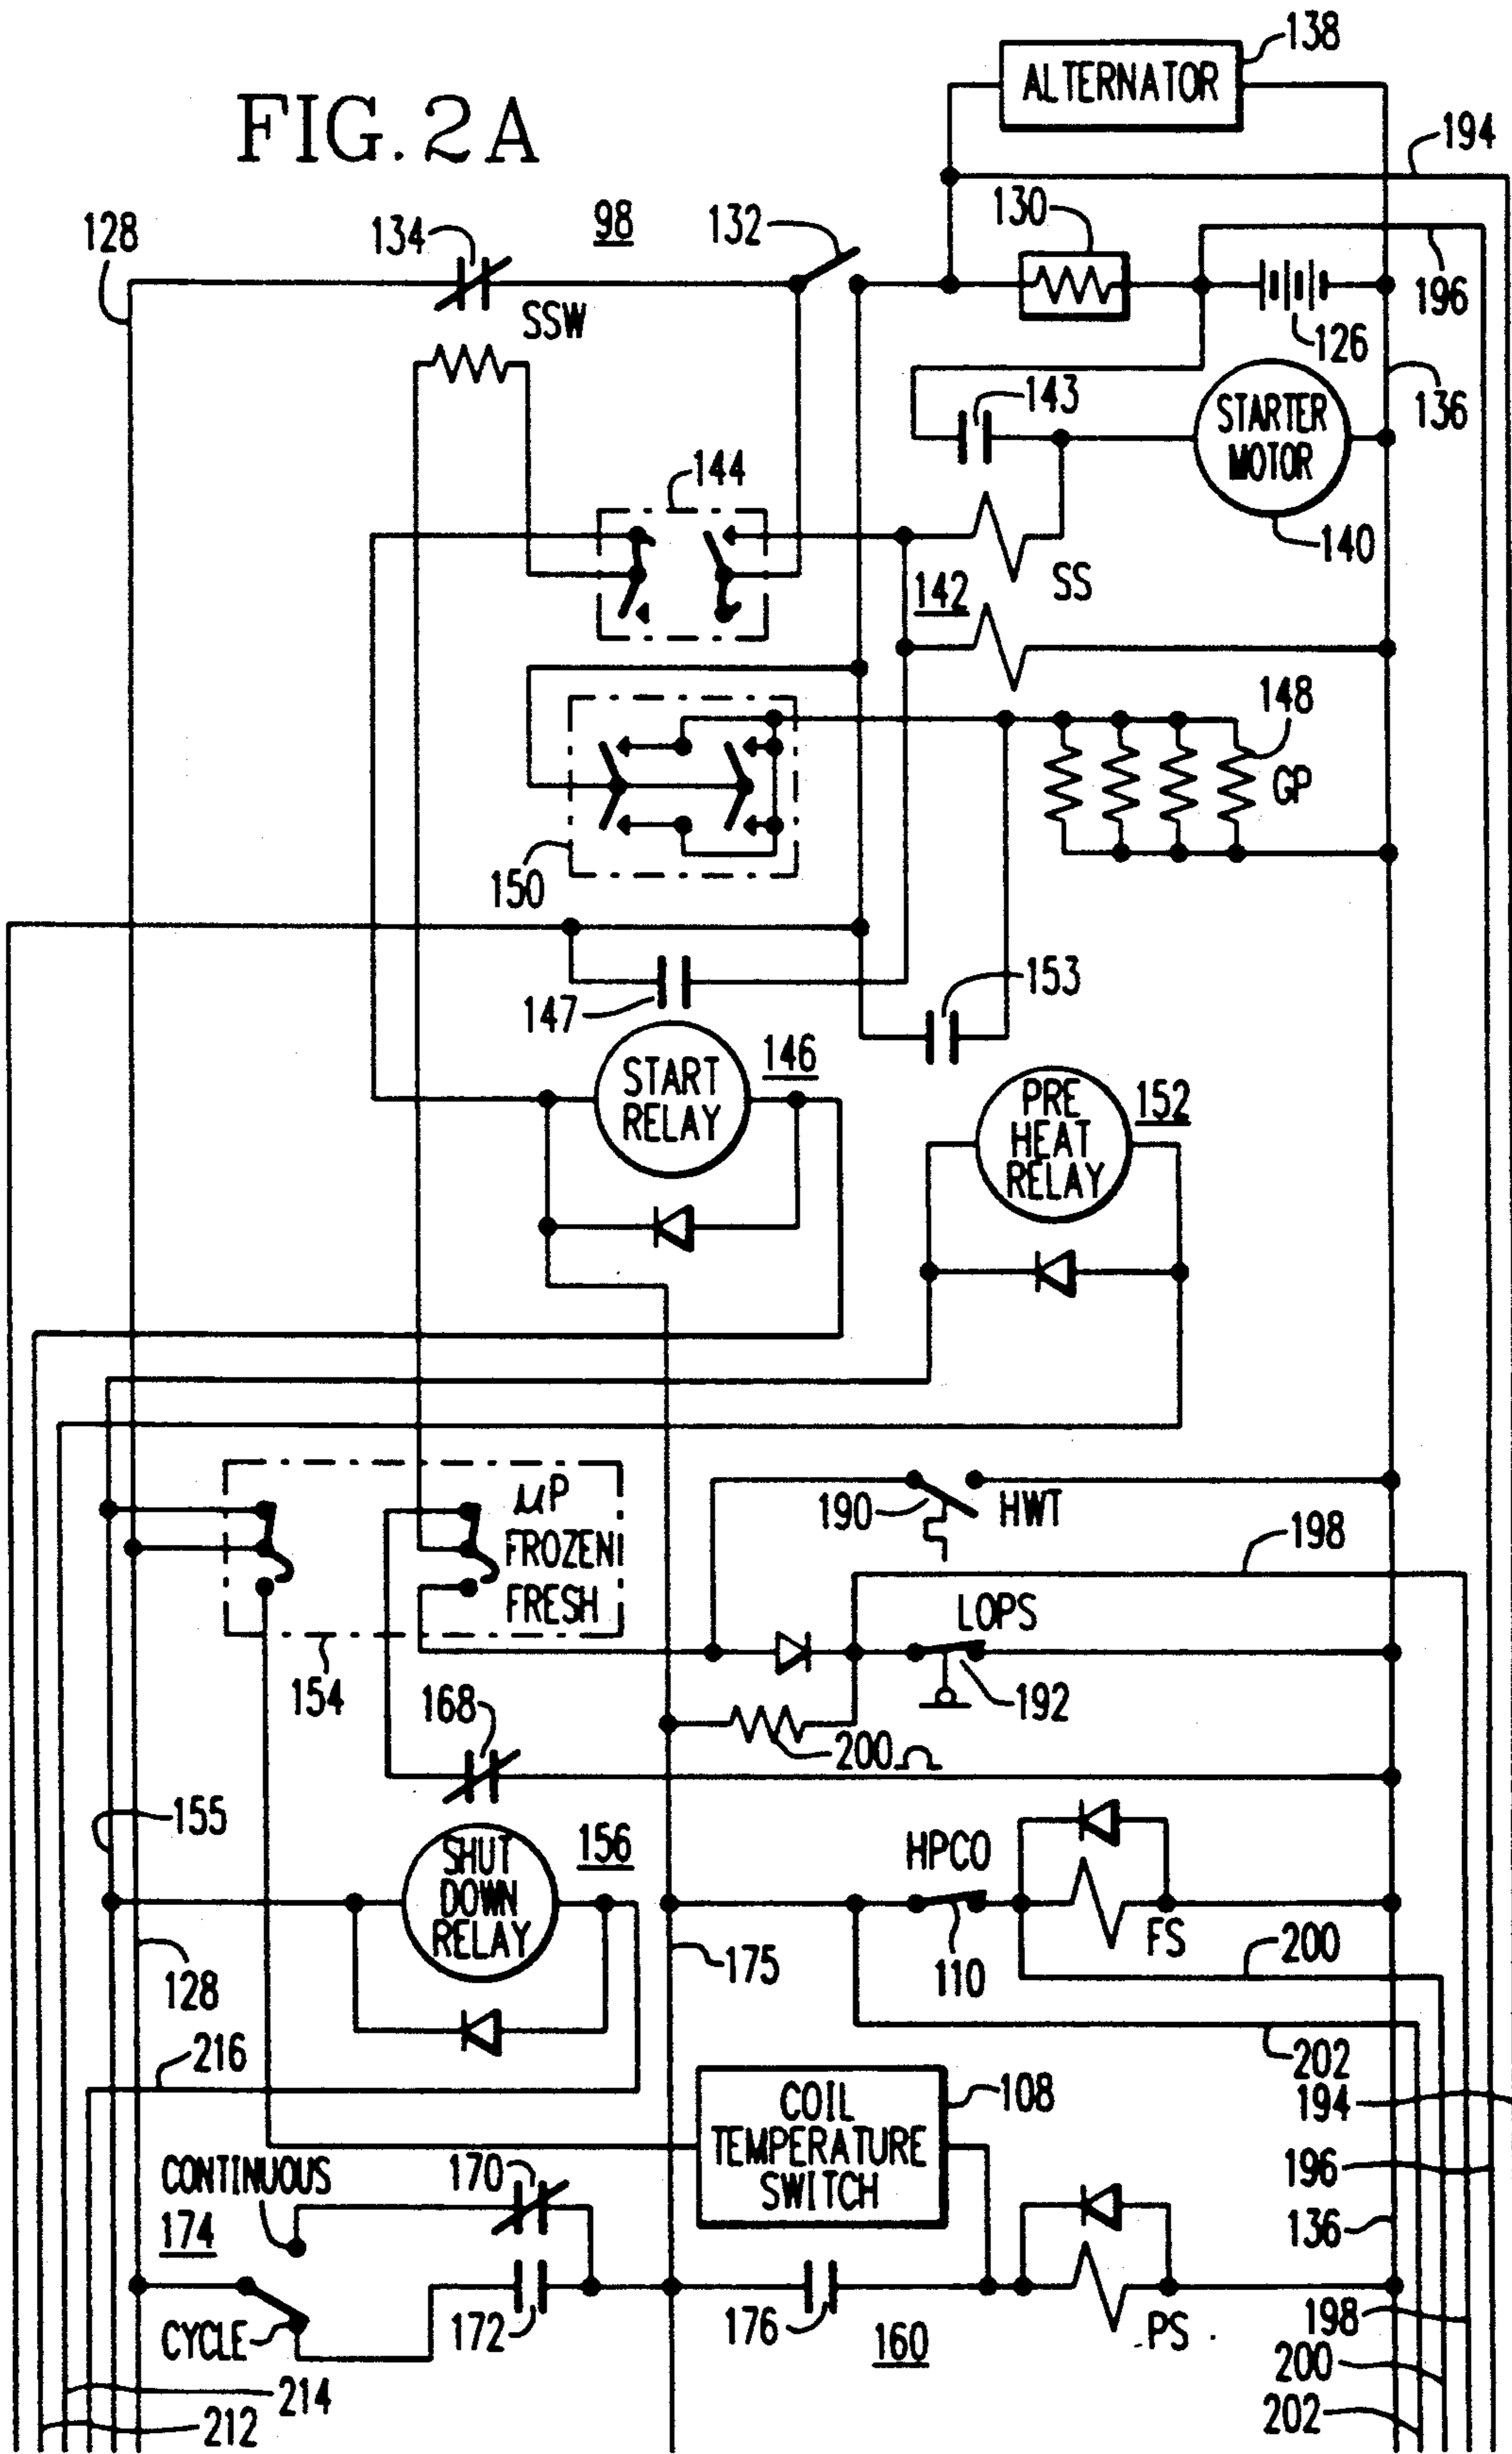 FIG. 2A
138
ALTERNATOR
194
128
134
98
132
130
196
SSW
126
143
136
STARTER
MOTOR
144
140
142
SS
148
GP
150
147
153
146
START
RELAY
PRE
HEAT
RELAY
152
µP
FROZEN
FRESH
190
HWT
198
LOPS
154
168
192
200Ω
155
SHUT
DOWN
RELAY
156
HPCO
FS
128
175
110
200
216
202
COIL
TEMPERATURE
SWITCH
108
194
CONTINUOUS
170
196
174
136
CYCLE
172
176
160
PS
198
214
200
212
202